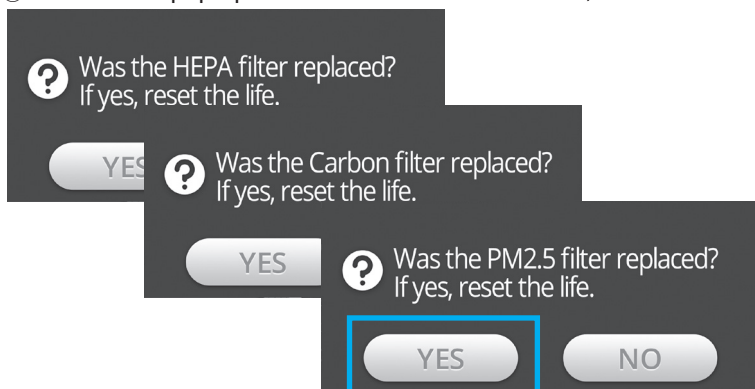 Was the HEPA filter replaced?
If yes, reset the life.
YES
Was the Carbon filter replaced?
If yes, reset the life.
YES
Was the PM2.5 filter replaced?
If yes, reset the life.
YES NO